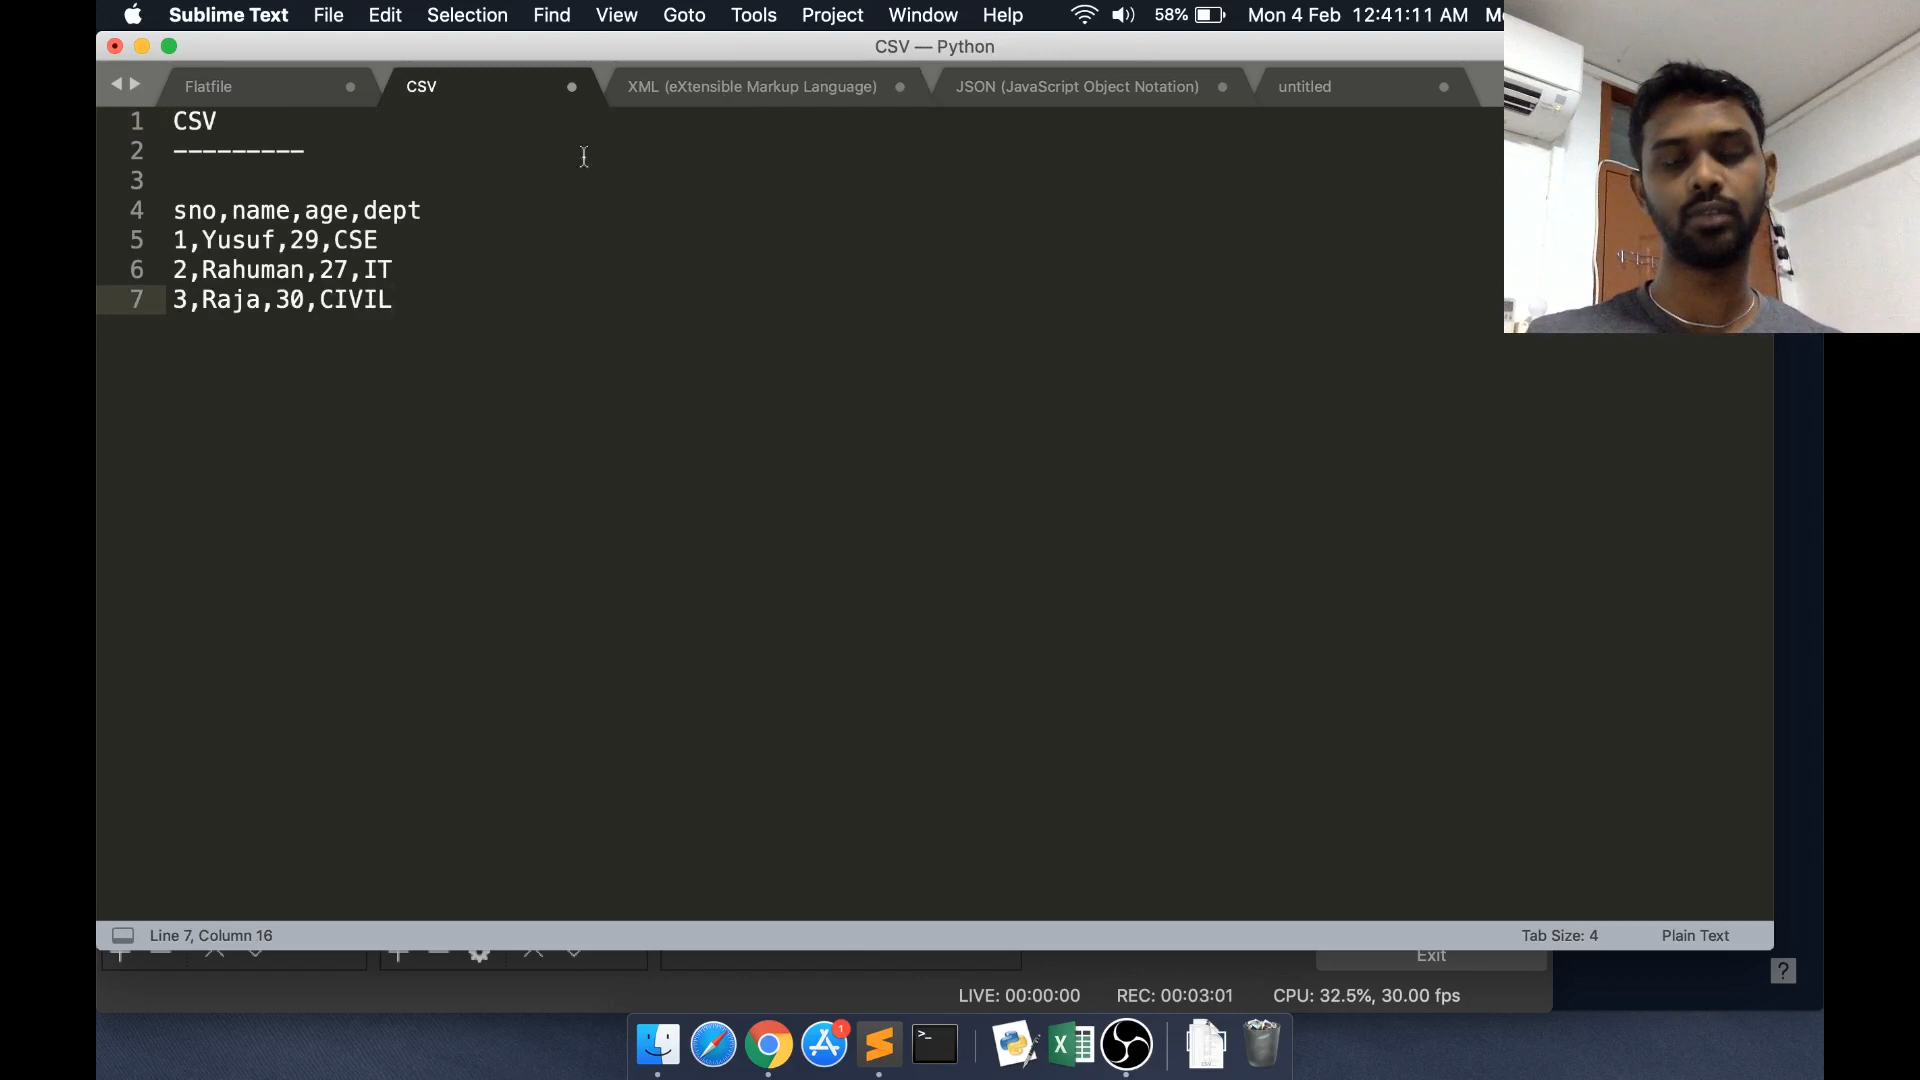 Sublime Text File Edit Selection Find View Goto Tools Project Window Help 58% Mon 4 Feb 12:41:11 AM
CSV — Python
Flatfile CSV XML (eXtensible Markup Language) JSON (JavaScript Object Notation) untitled
1 CSV
2 ---------
3
4 sno,name,age,dept
5 1,Yusuf,29,CSE
6 2,Rahuman,27,IT
7 3,Raja,30,CIVIL
Line 7, Column 16 Tab Size: 4 Plain Text
Exit
?
LIVE: 00:00:00 REC: 00:03:01 CPU: 32.5%, 30.00 fps
1